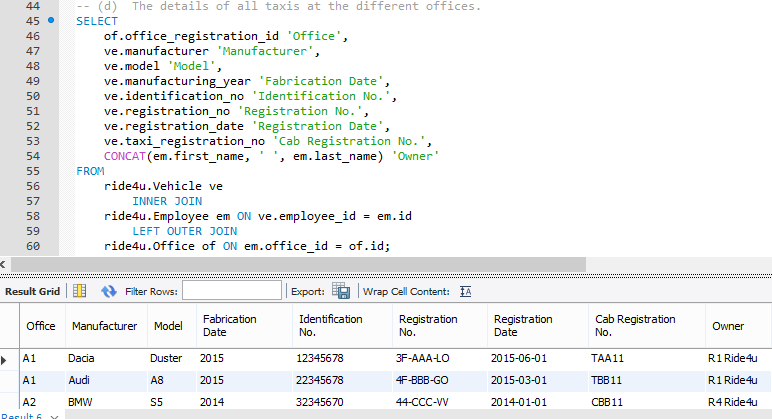 44 -- (d)  The details of all taxis at the different offices.
45 SELECT
46 of.office_registration_id 'Office',
47 ve.manufacturer 'Manufacturer',
48 ve.model 'Model',
49 ve.manufacturing_year 'Fabrication Date',
50 ve.identification_no 'Identification No.',
51 ve.registration_no 'Registration No.',
52 ve.registration_date 'Registration Date',
53 ve.taxi_registration_no 'Cab Registration No.',
54 CONCAT(em.first_name, ' ', em.last_name) 'Owner'
55 FROM
56 ride4u.Vehicle ve
57 INNER JOIN
58 ride4u.Employee em ON ve.employee_id = em.id
59 LEFT OUTER JOIN
60 ride4u.Office of ON em.office_id = of.id;
Result Grid Filter Rows: Export: Wrap Cell Content: IA
Office Manufacturer Model Fabrication Date Identification No. Registration No. Registration Date Cab Registration No. Owner
A1 Dacia Duster 2015 12345678 3F-AAA-LO 2015-06-01 TAA11 R1 Ride4u
A1 Audi A8 2015 22345678 4F-BBB-GO 2015-03-01 TBB11 R1 Ride4u
A2 BMW S5 2014 32345670 44-CCC-VV 2014-01-01 CBB11 R4 Ride4u
Result 6